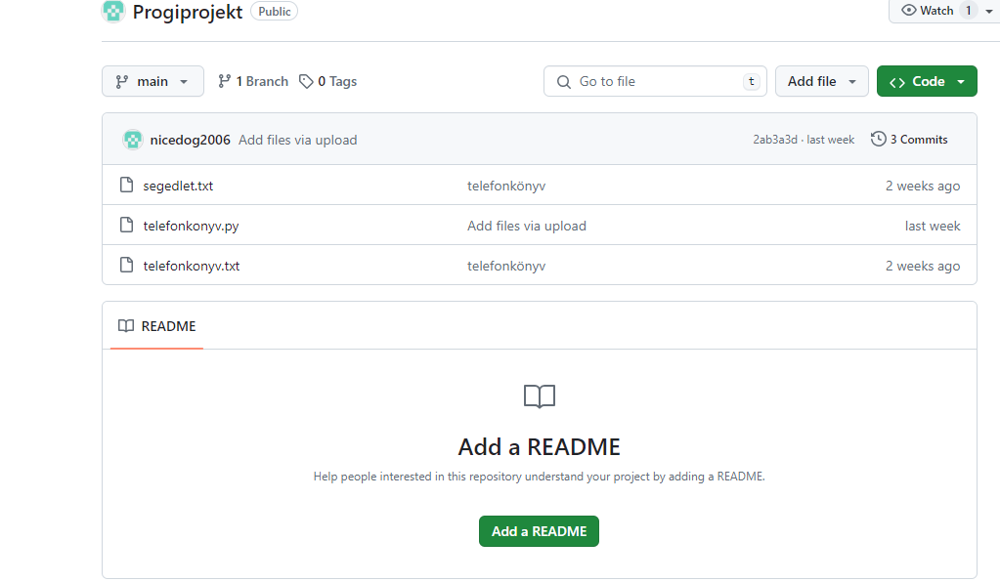 Progiprojekt Public
Watch 1
main 1 Branch 0 Tags Go to file t Add file Code
nicedog2006 Add files via upload 2ab3a3d · last week 3 Commits
segedlet.txt telefonkönyv 2 weeks ago
telefonkonyv.py Add files via upload last week
telefonkonyv.txt telefonkönyv 2 weeks ago
README
Add a README
Help people interested in this repository understand your project by adding a README.
Add a README